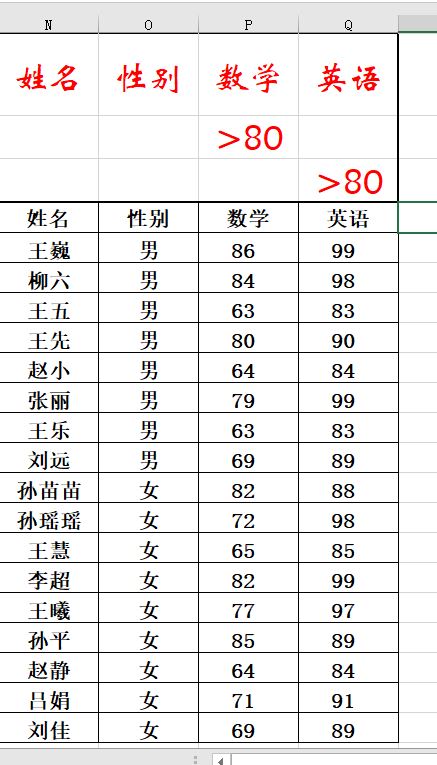 N O P Q
姓名 性别 数学 英语
>80
>80
姓名 性别 数学 英语
王巍 男 86 99
柳六 男 84 98
王五 男 63 83
王先 男 80 90
赵小 男 64 84
张丽 男 79 99
王乐 男 63 83
刘远 男 69 89
孙苗苗 女 82 88
孙瑶瑶 女 72 98
王慧 女 65 85
李超 女 82 99
王曦 女 77 97
孙平 女 85 89
赵静 女 64 84
吕娟 女 71 91
刘佳 女 69 89